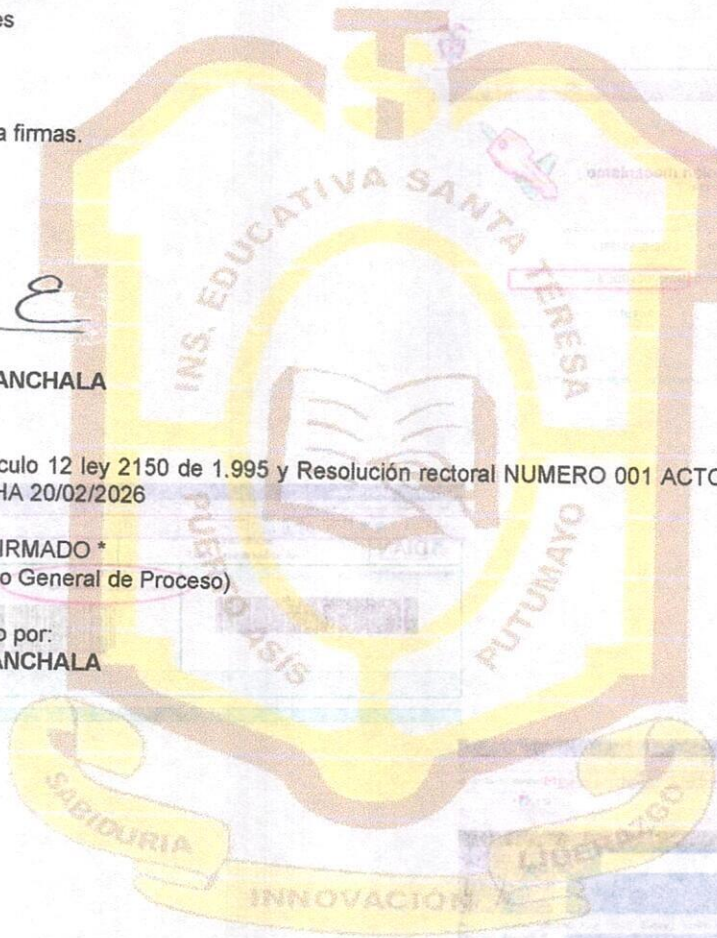 es
a firmas.
INS. EDUCATIVA SANTA TERESA
ANCHALA
culo 12 ley 2150 de 1.995 y Resolución rectoral NUMERO 001 ACTO
HA 20/02/2026
IRMADO *
o General de Proceso)
o por:
ANCHALA
PUERTO ASÍS
PUTUMAYO
DIAN
SABIDURIA
INNOVACIÓN
LIDERAZGO